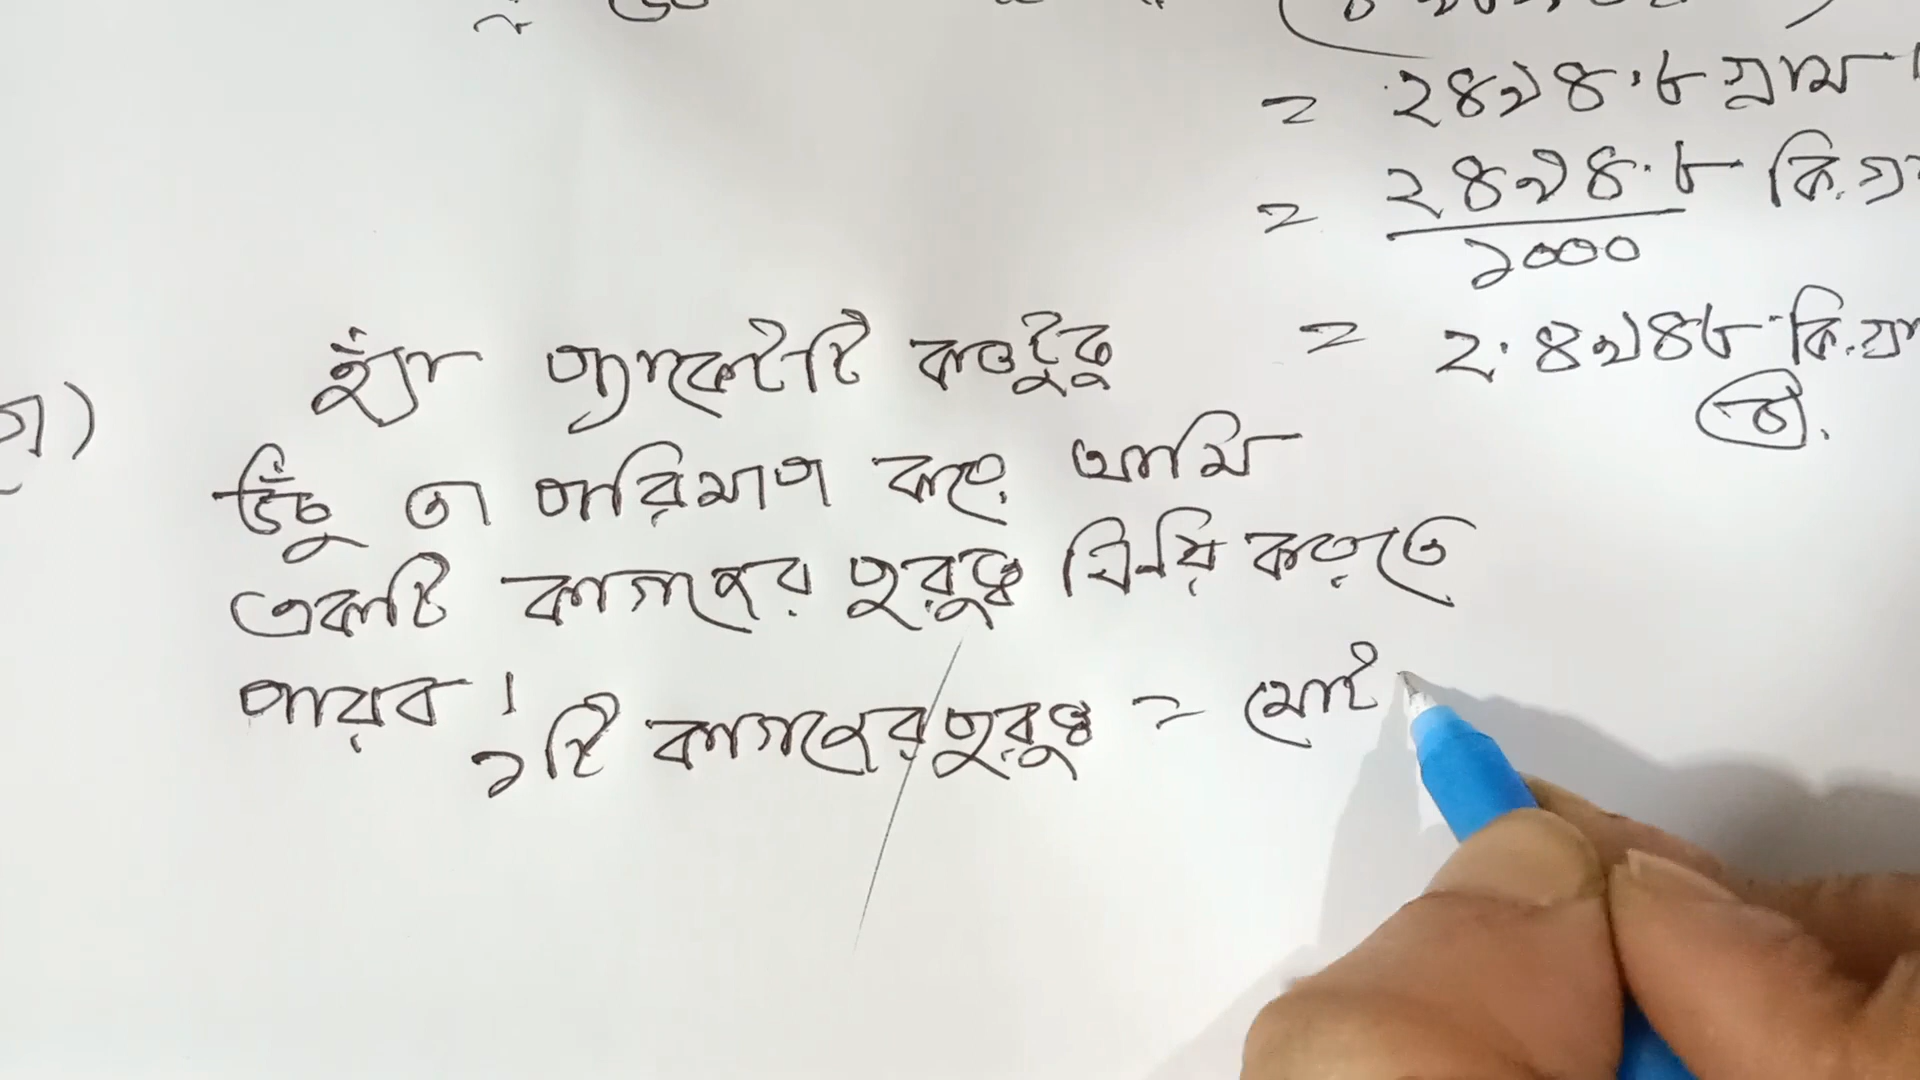 = ২৪৯৪.৮ গ্রাম
= ২৪৯৪.৮ কি.গ্রা
১০০০
= ২.৪৯৪৮ কি.গ্রা
উ.
গ)
হ্যাঁ প্যাকেটটি কতটুকু
উঁচু তা পরিমাপ করে আমি
একটি কাগজের পুরুত্ব নির্ণয় করতে
পারব।
১টি কাগজের পুরুত্ব = মোট